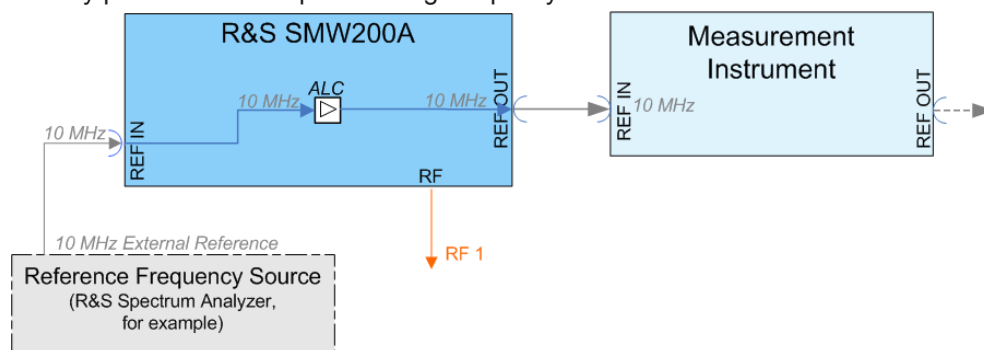 R&S SMW200A
ALC
10 MHz
10 MHz
REF IN
REF OUT
RF
RF 1
10 MHz
Measurement
Instrument
REF IN
10 MHz
REF OUT
10 MHz External Reference
Reference Frequency Source
(R&S Spectrum Analyzer,
for example)